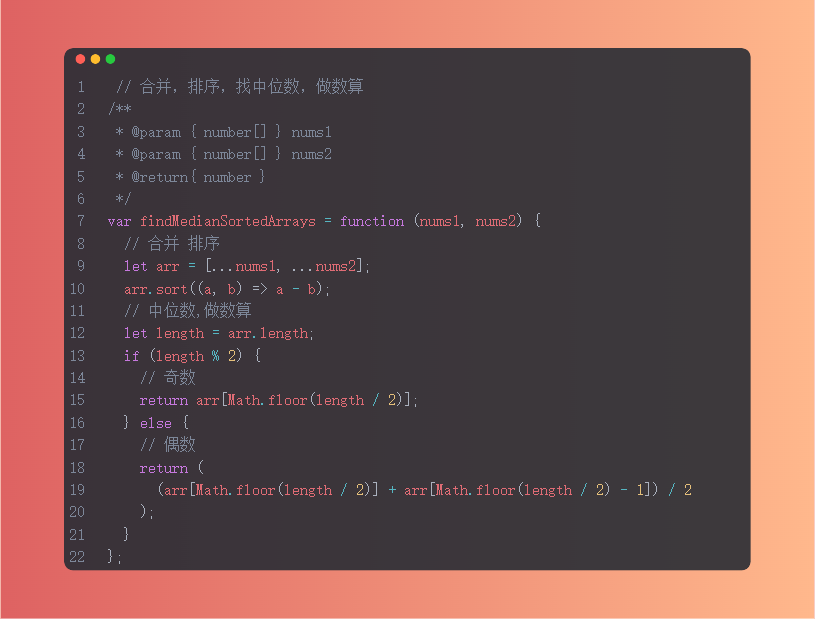 1 // 合并，排序，找中位数，做数算
2 /**
3 * @param { number[] } nums1
4 * @param { number[] } nums2
5 * @return{ number }
6 */
7 var findMedianSortedArrays = function (nums1, nums2) {
8 // 合并 排序
9 let arr = [...nums1, ...nums2];
10 arr.sort((a, b) => a - b);
11 // 中位数,做数算
12 let length = arr.length;
13 if (length % 2) {
14 // 奇数
15 return arr[Math.floor(length / 2)];
16 } else {
17 // 偶数
18 return (
19 (arr[Math.floor(length / 2)] + arr[Math.floor(length / 2) - 1]) / 2
20 );
21 }
22 };